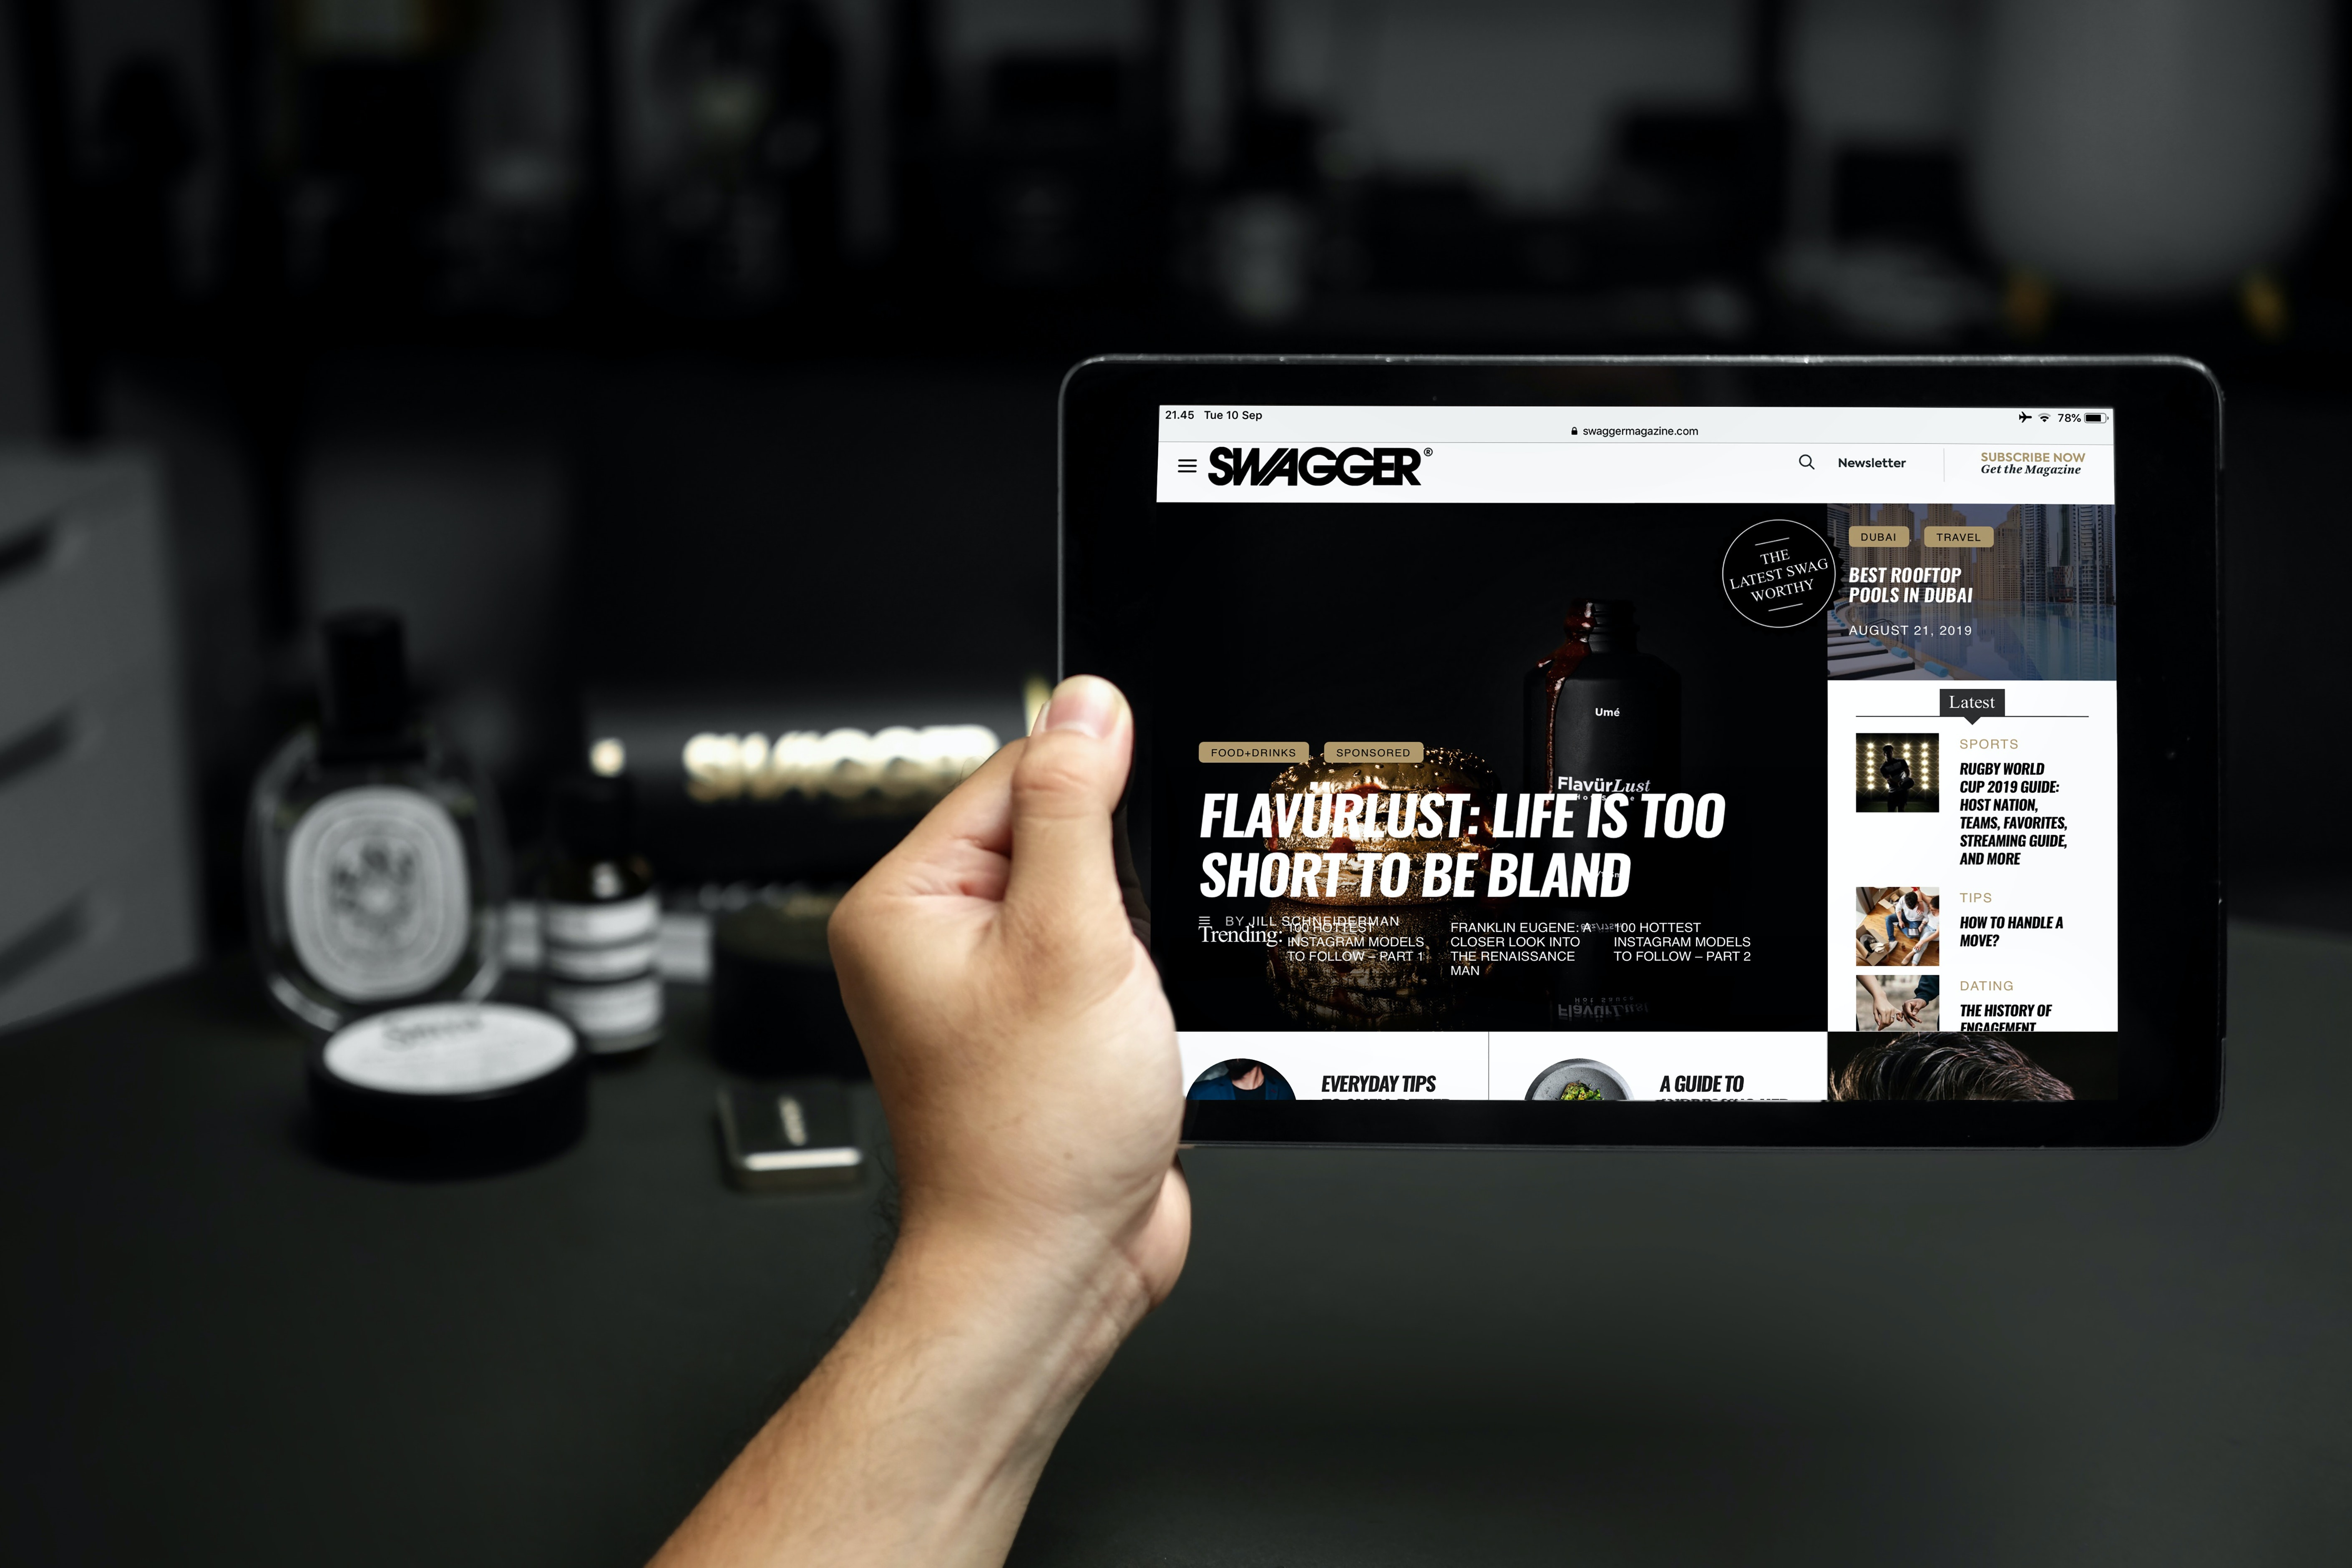 21.45 Tue 10 Sep
78%
swaggermagazine.com
SWAGGER®
Newsletter
SUBSCRIBE NOW
Get the Magazine
THE
LATEST SWAG
WORTHY
DUBAI
TRAVEL
BEST ROOFTOP
POOLS IN DUBAI
AUGUST 21, 2019
Umé
FlavürLust
FOOD+DRINKS
SPONSORED
FLAVÜRLUST: LIFE IS TOO
SHORT TO BE BLAND
BY JILL SCHNEIDERMAN
Trending:
100 HOTTEST
INSTAGRAM MODELS
TO FOLLOW – PART 1
FRANKLIN EUGENE: A
CLOSER LOOK INTO
THE RENAISSANCE
MAN
100 HOTTEST
INSTAGRAM MODELS
TO FOLLOW – PART 2
Hot Sauce
FlavürLust
Latest
SPORTS
RUGBY WORLD
CUP 2019 GUIDE:
HOST NATION,
TEAMS, FAVORITES,
STREAMING GUIDE,
AND MORE
TIPS
HOW TO HANDLE A
MOVE?
DATING
THE HISTORY OF
ENGAGEMENT
EVERYDAY TIPS
A GUIDE TO